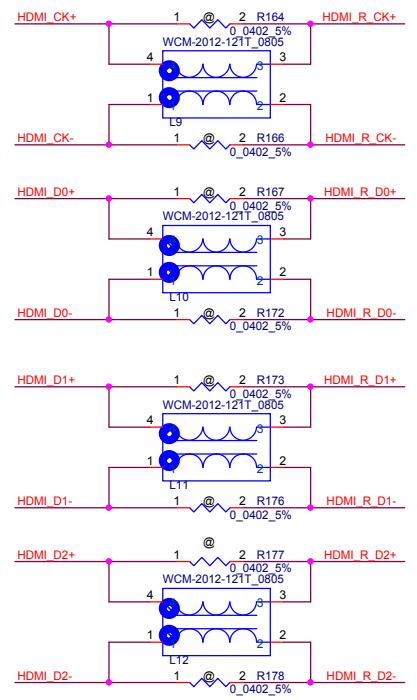 HDMI_CK+ 1 @ 2 R164 HDMI_R_CK+
0_0402_5%
WCM-2012-121T_0805
4 3 3
1 1 2 2
L9
HDMI_CK- 1 @ 2 R166 HDMI_R_CK-
0_0402_5%
HDMI_D0+ 1 @ 2 R167 HDMI_R_D0+
0_0402_5%
WCM-2012-121T_0805
4 3 3
1 2 2
L10
HDMI_D0- 1 @ 2 R172 HDMI_R_D0-
0_0402_5%
HDMI_D1+ 1 @ 2 R173 HDMI_R_D1+
0_0402_5%
WCM-2012-121T_0805
4 3 3
1 2 2
L11
HDMI_D1- 1 @ 2 R176 HDMI_R_D1-
0_0402_5%
@
HDMI_D2+ 1 2 R177 HDMI_R_D2+
0_0402_5%
WCM-2012-121T_0805
4 3 3
1 2 2
L12
HDMI_D2- 1 @ 2 R178 HDMI_R_D2-
0_0402_5%